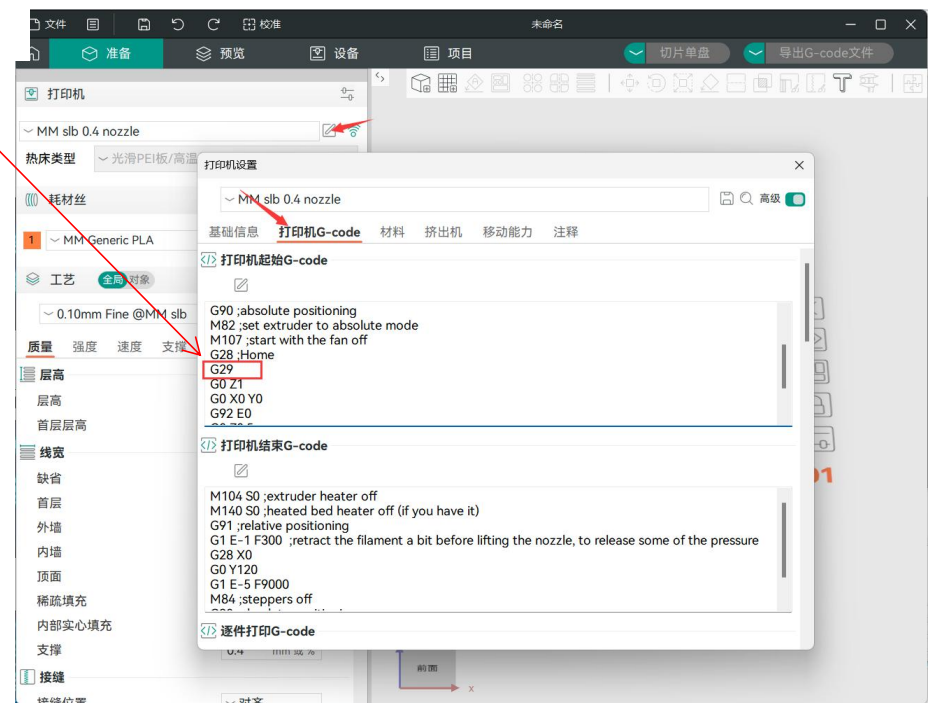 文件
校准
未命名
准备
预览
设备
项目
切片单盘
导出G-code文件
打印机
MM slb 0.4 nozzle
热床类型
光滑PEI板/高温
耗材丝
1
MM Generic PLA
工艺
全局
对象
0.10mm Fine @MM slb
质量
强度
速度
支撑
层高
层高
首层层高
线宽
缺省
首层
外墙
内墙
顶面
稀疏填充
内部实心填充
支撑
0.4
mm 或 %
接缝
接缝位置
对齐
打印机设置
MM slb 0.4 nozzle
高级
基础信息
打印机G-code
材料
挤出机
移动能力
注释
打印机起始G-code
G90 ;absolute positioning
M82 ;set extruder to absolute mode
M107 ;start with the fan off
G28 ;Home
G29
G0 Z1
G0 X0 Y0
G92 E0
打印机结束G-code
M104 S0 ;extruder heater off
M140 S0 ;heated bed heater off (if you have it)
G91 ;relative positioning
G1 E-1 F300  ;retract the filament a bit before lifting the nozzle, to release some of the pressure
G28 X0
G0 Y120
G1 E-5 F9000
M84 ;steppers off
逐件打印G-code
前面
x